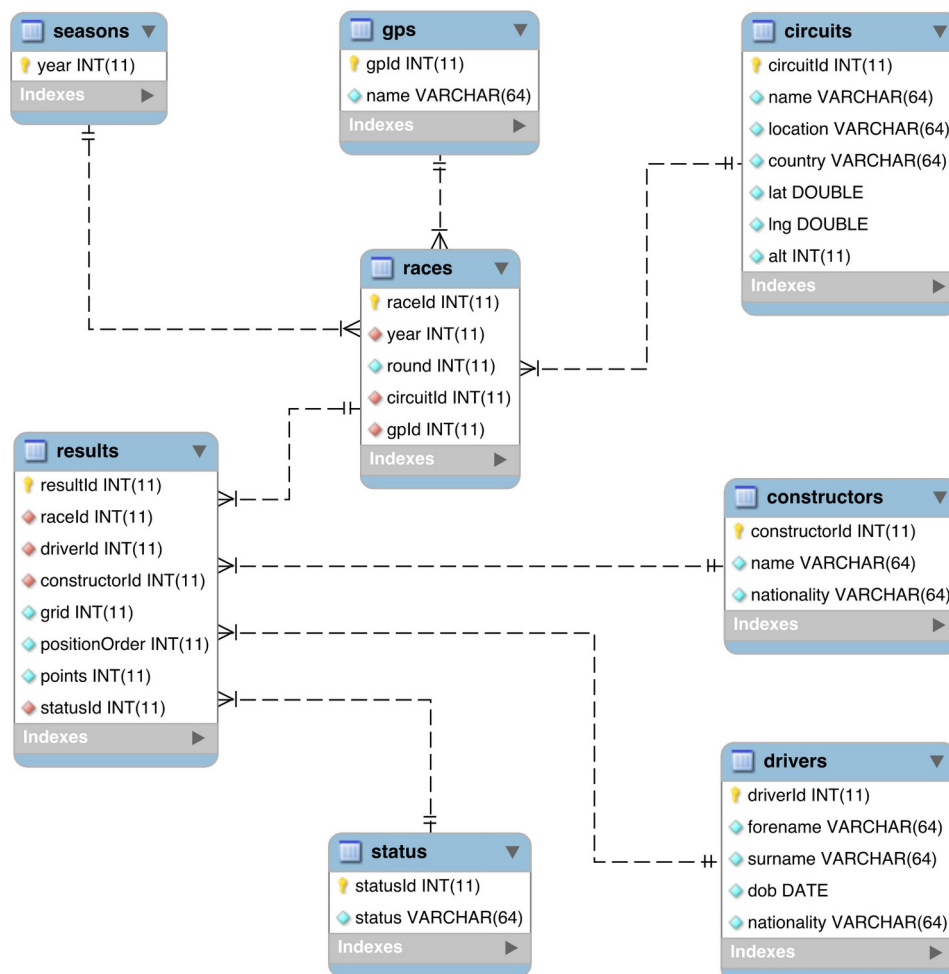 seasons
year INT(11)
Indexes
gps
gpId INT(11)
name VARCHAR(64)
Indexes
circuits
circuitId INT(11)
name VARCHAR(64)
location VARCHAR(64)
country VARCHAR(64)
lat DOUBLE
lng DOUBLE
alt INT(11)
Indexes
races
raceId INT(11)
year INT(11)
round INT(11)
circuitId INT(11)
gpId INT(11)
Indexes
results
resultId INT(11)
raceId INT(11)
driverId INT(11)
constructorId INT(11)
grid INT(11)
positionOrder INT(11)
points INT(11)
statusId INT(11)
Indexes
constructors
constructorId INT(11)
name VARCHAR(64)
nationality VARCHAR(64)
Indexes
status
statusId INT(11)
status VARCHAR(64)
Indexes
drivers
driverId INT(11)
forename VARCHAR(64)
surname VARCHAR(64)
dob DATE
nationality VARCHAR(64)
Indexes